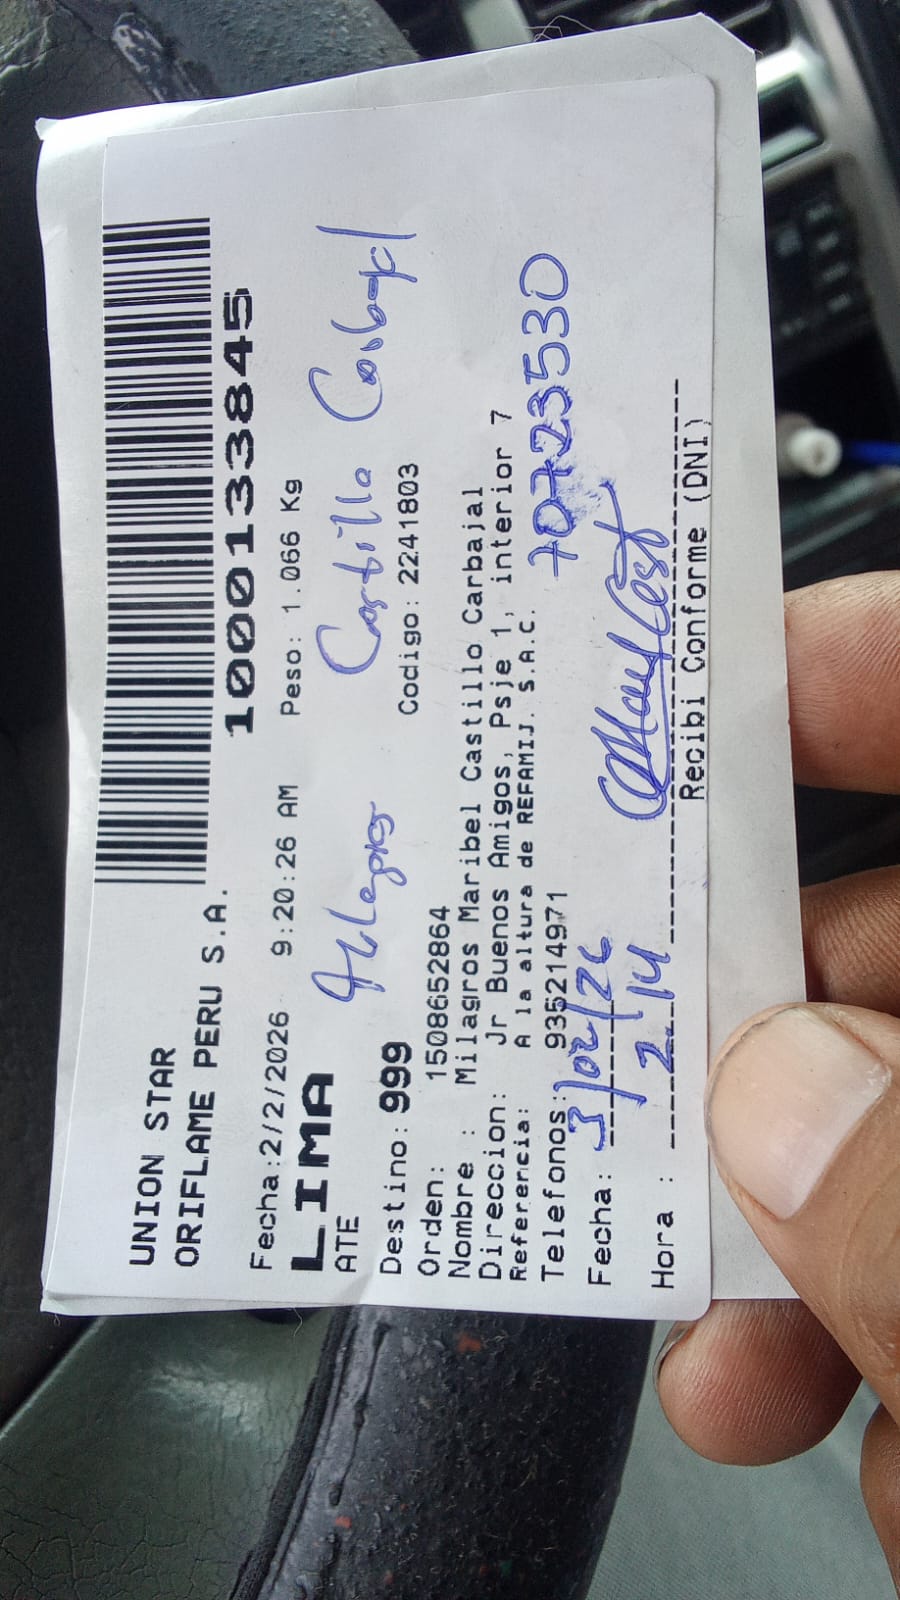 UNION STAR
ORIFLAME PERU S.A.
1000133845
Fecha:2/2/2026 9:20:26 AM Peso: 1.066 Kg
LIMA
ATE
Milagros Castillo Carbajal
Destino: 999 Codigo: 2241803
Orden: 1508652864
Nombre : Milagros Maribel Castillo Carbajal
Direccion: Jr Buenos Amigos, Psje 1, interior 7
Referencia: A la altura de REFAMIJ. S.A.C.
Telefonos: 935214971
70723530
Fecha: 3/02/26
Hora : 2.14
Recibi Conforme (DNI)